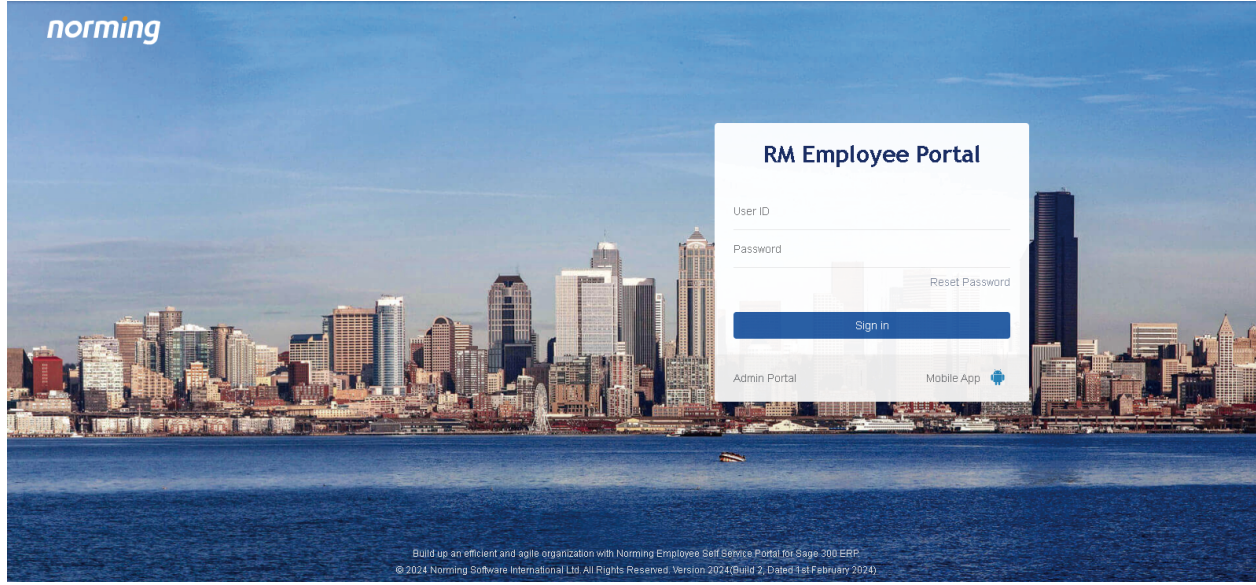 norming
RM Employee Portal
User ID
Password
Reset Password
Sign in
Admin Portal
Mobile App
Build up an efficient and agile organization with Norming Employee Self Service Portal for Sage 300 ERP.
© 2024 Norming Software International Ltd. All Rights Reserved. Version 2024(Build 2, Dated 1st February 2024)